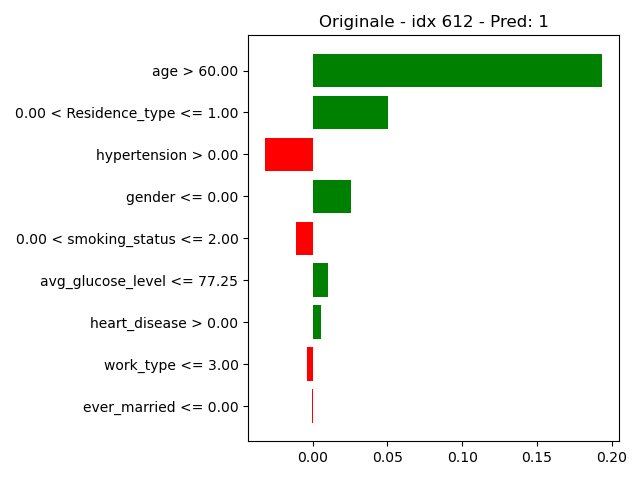 Originale - idx 612 - Pred: 1
age > 60.00
0.00 < Residence_type <= 1.00
hypertension > 0.00
gender <= 0.00
0.00 < smoking_status <= 2.00
avg_glucose_level <= 77.25
heart_disease > 0.00
work_type <= 3.00
ever_married <= 0.00
0.00 0.05 0.10 0.15 0.20